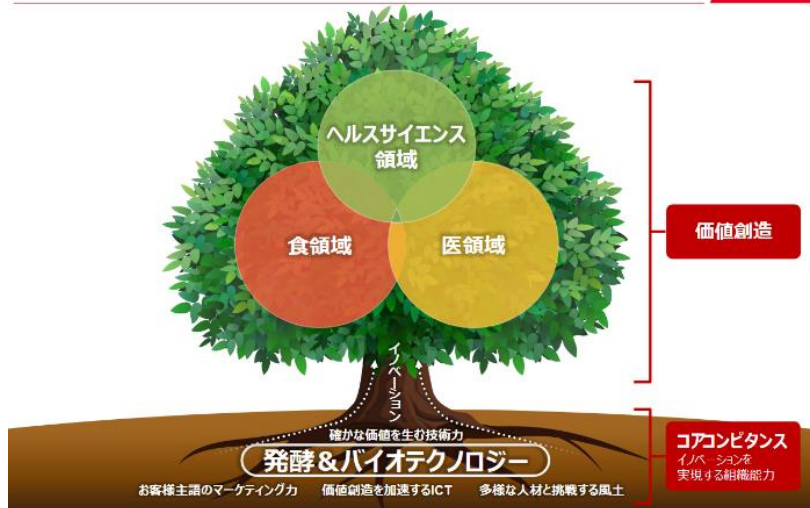 ヘルスサイエンス
領域
食領域
医領域
価値創造
イノベーション
確かな価値を生む技術力
発酵&バイオテクノロジー
お客様主語のマーケティング力 価値創造を加速するICT 多様な人材と挑戦する風土
コアコンピタンス
イノベーションを
実現する組織能力